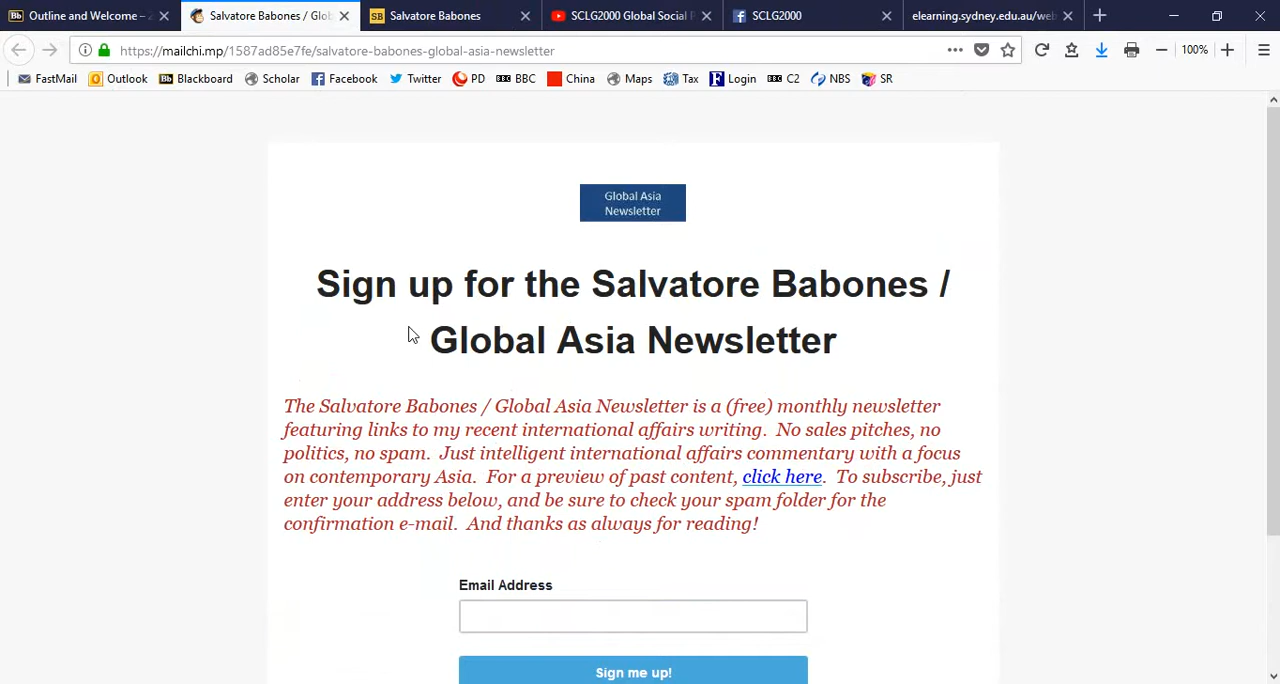 Outline and Welcome – 2
Salvatore Babones / Glob
Salvatore Babones
SCLG2000 Global Social P
SCLG2000
elearning.sydney.edu.au/web
https://mailchi.mp/1587ad85e7fe/salvatore-babones-global-asia-newsletter
100%
FastMail
Outlook
Blackboard
Scholar
Facebook
Twitter
PD
BBC
China
Maps
Tax
Login
C2
NBS
SR
Global Asia
Newsletter
Sign up for the Salvatore Babones /
Global Asia Newsletter
The Salvatore Babones / Global Asia Newsletter is a (free) monthly newsletter
featuring links to my recent international affairs writing. No sales pitches, no
politics, no spam. Just intelligent international affairs commentary with a focus
on contemporary Asia. For a preview of past content, click here. To subscribe, just
enter your address below, and be sure to check your spam folder for the
confirmation e-mail. And thanks as always for reading!
Email Address
Sign me up!